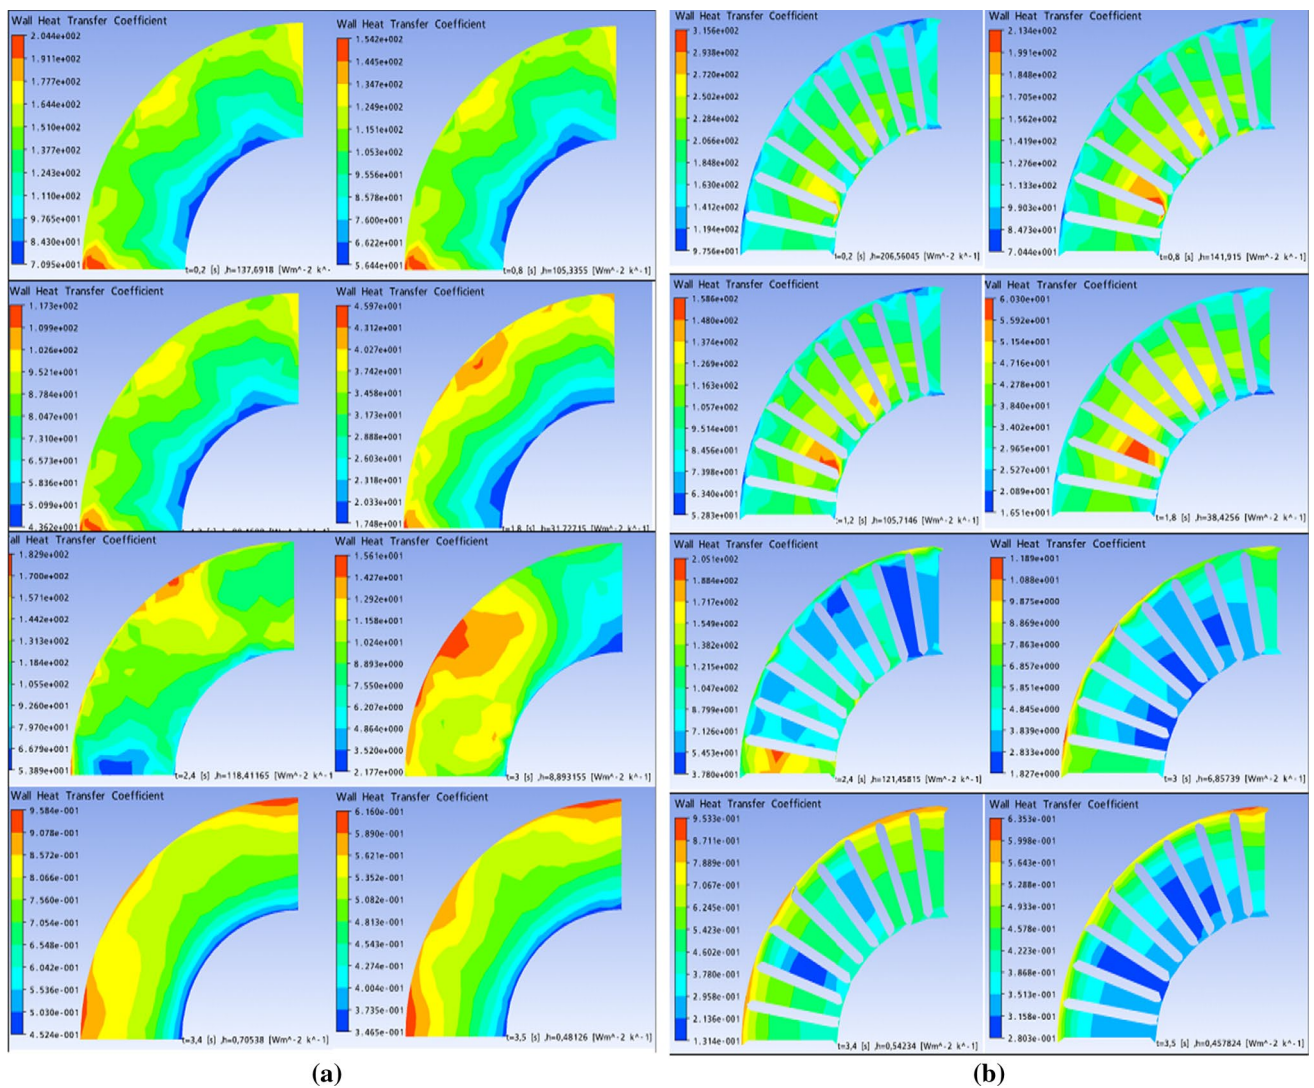 Wall Heat Transfer Coefficient
2.044e+002
1.911e+002
1.777e+002
1.644e+002
1.510e+002
1.377e+002
1.243e+002
1.110e+002
9.765e+001
8.430e+001
7.095e+001
t=0,2 [s] ,h=137,6918 [Wm^-2 k^-
Wall Heat Transfer Coefficient
1.542e+002
1.445e+002
1.347e+002
1.249e+002
1.151e+002
1.053e+002
9.556e+001
8.578e+001
7.600e+001
6.622e+001
5.644e+001
t=0,8 [s] ,h=105,3355 [Wm^-2 k^-1]
Wall Heat Transfer Coefficient
1.173e+002
1.099e+002
1.026e+002
9.521e+001
8.784e+001
8.047e+001
7.310e+001
6.573e+001
5.836e+001
5.099e+001
4.362e+001
Wall Heat Transfer Coefficient
4.597e+001
4.312e+001
4.027e+001
3.742e+001
3.458e+001
3.173e+001
2.888e+001
2.603e+001
2.318e+001
2.033e+001
1.748e+001
t=1,8 [s] ,h=31,72715 [Wm^-2 k^-1]
all Heat Transfer Coefficient
1.829e+002
1.700e+002
1.571e+002
1.442e+002
1.313e+002
1.184e+002
1.055e+002
9.260e+001
7.970e+001
6.679e+001
5.389e+001
t=2,4 [s] ,h=118,41165 [Wm^-2 k^-1
Wall Heat Transfer Coefficient
1.561e+001
1.427e+001
1.292e+001
1.158e+001
1.024e+001
8.893e+000
7.550e+000
6.207e+000
4.864e+000
3.520e+000
2.177e+000
t=3 [s] ,h=8,893155 [Wm^-2 k^-1]
Wall Heat Transfer Coefficient
9.584e-001
9.078e-001
8.572e-001
8.066e-001
7.560e-001
7.054e-001
6.548e-001
6.042e-001
5.536e-001
5.030e-001
4.524e-001
t=3,4 [s] ,h=0,70538 [Wm^-2 k^-1]
Wall Heat Transfer Coefficient
6.160e-001
5.890e-001
5.621e-001
5.352e-001
5.082e-001
4.813e-001
4.543e-001
4.274e-001
4.004e-001
3.735e-001
3.465e-001
t=3,5 [s] ,h=0,48126 [Wm^-2 k^-1]
(a)
Wall Heat Transfer Coefficient
3.156e+002
2.938e+002
2.720e+002
2.502e+002
2.284e+002
2.066e+002
1.848e+002
1.630e+002
1.412e+002
1.194e+002
9.756e+001
t=0,2 [s] ,h=206,56045 [Wm^-2 k^-1]
Wall Heat Transfer Coefficient
2.134e+002
1.991e+002
1.848e+002
1.705e+002
1.562e+002
1.419e+002
1.276e+002
1.133e+002
9.903e+001
8.473e+001
7.044e+001
t=0,8 [s] ,h=141,915 [Wm^-2 k^-1]
Wall Heat Transfer Coefficient
1.586e+002
1.480e+002
1.374e+002
1.269e+002
1.163e+002
1.057e+002
9.514e+001
8.456e+001
7.398e+001
6.340e+001
5.283e+001
:=1,2 [s] ,h=105,7146 [Wm^-2 k^-1]
Wall Heat Transfer Coefficient
6.030e+001
5.592e+001
5.154e+001
4.716e+001
4.278e+001
3.840e+001
3.402e+001
2.965e+001
2.527e+001
2.089e+001
1.651e+001
t=1,8 [s] ,h=38,4256 [Wm^-2 k^-1]
Wall Heat Transfer Coefficient
2.051e+002
1.884e+002
1.717e+002
1.549e+002
1.382e+002
1.215e+002
1.047e+002
8.799e+001
7.126e+001
5.453e+001
3.780e+001
t=2,4 [s] ,h=121,45815 [Wm^-2 k^-1]
Wall Heat Transfer Coefficient
1.189e+001
1.088e+001
9.875e+000
8.869e+000
7.863e+000
6.857e+000
5.851e+000
4.845e+000
3.839e+000
2.833e+000
1.827e+000
t=3 [s] ,h=6,85739 [Wm^-2 k^-1]
Wall Heat Transfer Coefficient
9.533e-001
8.711e-001
7.889e-001
7.067e-001
6.245e-001
5.423e-001
4.602e-001
3.780e-001
2.958e-001
2.136e-001
1.314e-001
t=3,4 [s] ,h=0,54234 [Wm^-2 k^-1]
Wall Heat Transfer Coefficient
6.353e-001
5.998e-001
5.643e-001
5.288e-001
4.933e-001
4.578e-001
4.223e-001
3.868e-001
3.513e-001
3.158e-001
2.803e-001
t=3,5 [s] ,h=0,457824 [Wm^-2 k^-1]
(b)